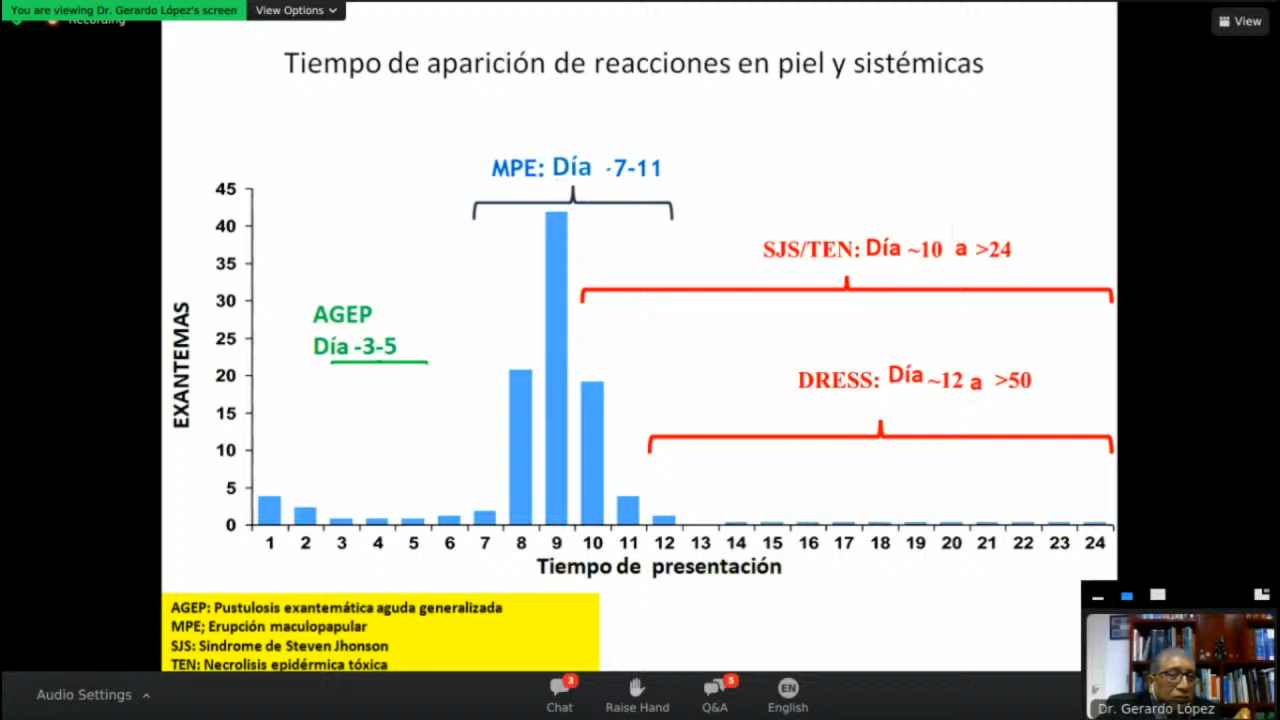 You are viewing Dr. Gerardo López's screen
View Options
Recording
View
Tiempo de aparición de reacciones en piel y sistémicas
MPE: Día -7-11
SJS/TEN: Día ~10 a >24
AGEP
Día -3-5
DRESS: Día ~12 a >50
EXANTEMAS
45
40
35
30
25
20
15
10
5
0
1 2 3 4 5 6 7 8 9 10 11 12 13 14 15 16 17 18 19 20 21 22 23 24
Tiempo de presentación
AGEP: Pustulosis exantemática aguda generalizada
MPE; Erupción maculopapular
SJS: Sindrome de Steven Jhonson
TEN: Necrolisis epidérmica tóxica
Audio Settings
3
Chat
Raise Hand
5
Q&A
EN
English
Dr. Gerardo López